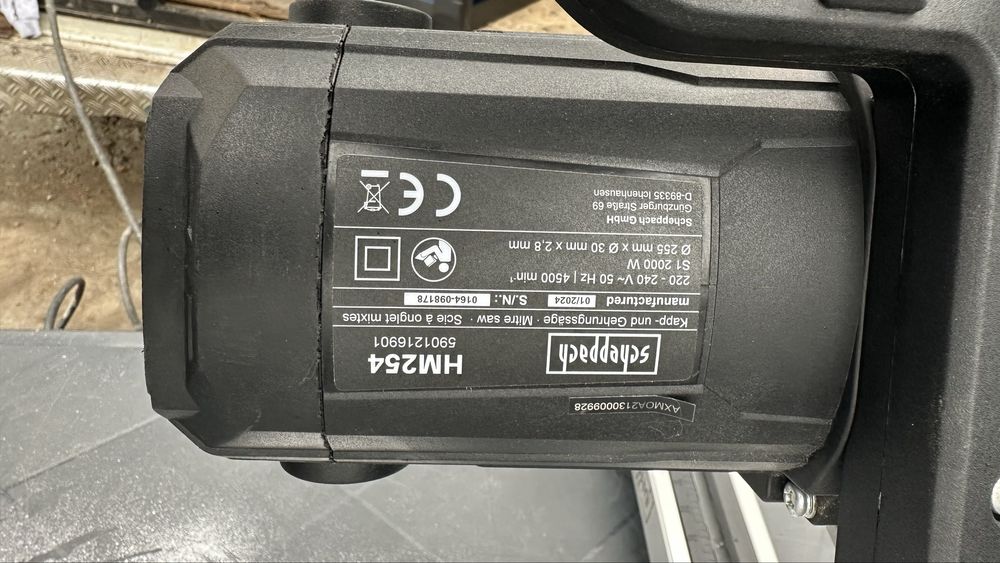 AXMOA2130009928
scheppach
HM254
5901216901
Kapp- und Gehrungssäge · Mitre saw · Scie à onglet mixtes
manufactured 01/2024 S./N.: 0164-098178
220 - 240 V~ 50 Hz | 4500 min⁻¹
S1 2000 W
Ø 255 mm x Ø 30 mm x 2,8 mm
Scheppach GmbH
Günzburger Straße 69
D-89335 Ichenhausen
CE